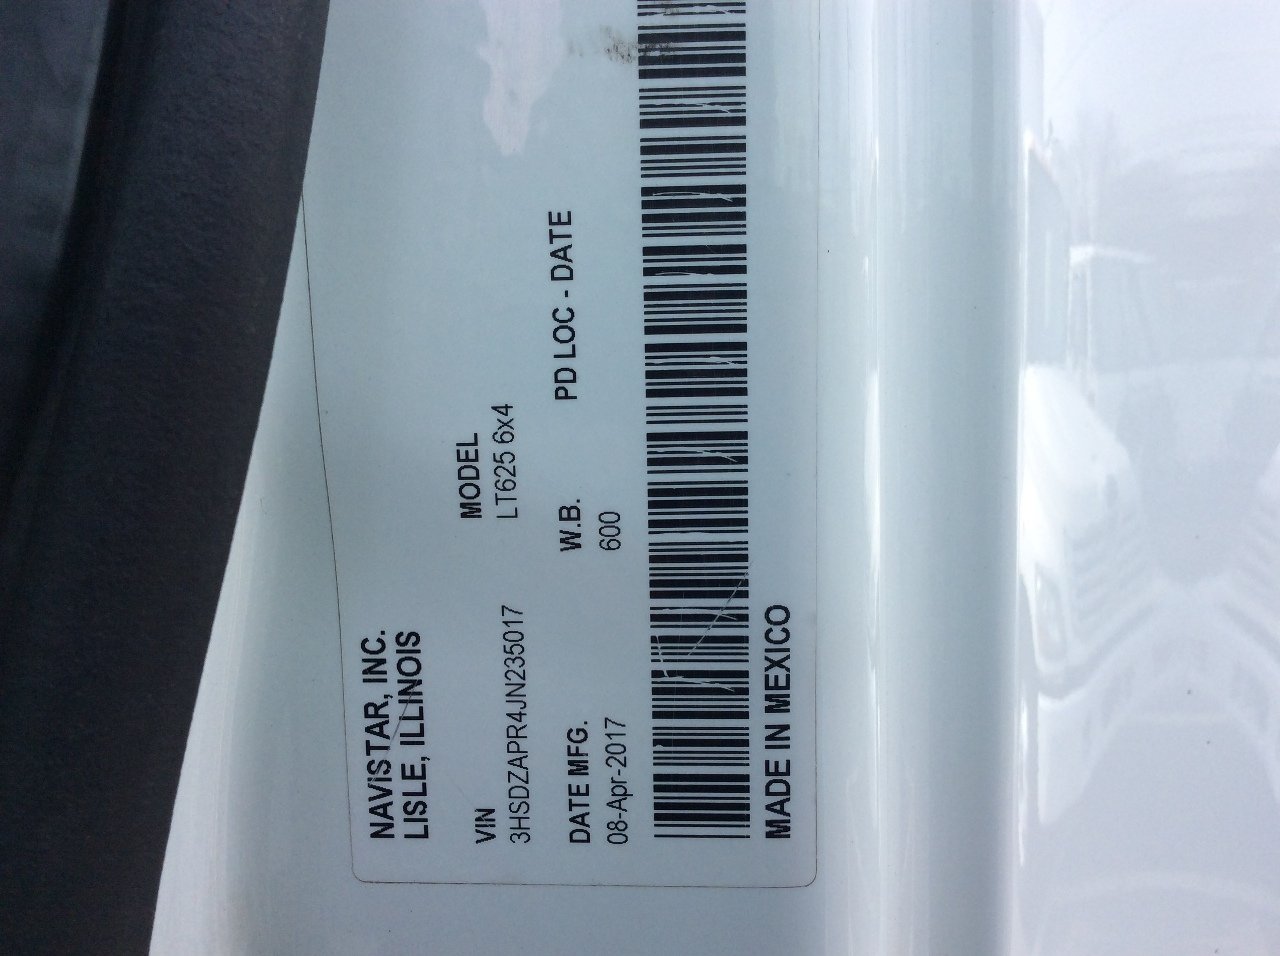 NAVISTAR, INC.
LISLE, ILLINOIS
VIN MODEL
3HSDZAPR4JN235017 LT625 6x4
DATE MFG. W.B. PD LOC - DATE
08-Apr-2017 600
MADE IN MEXICO